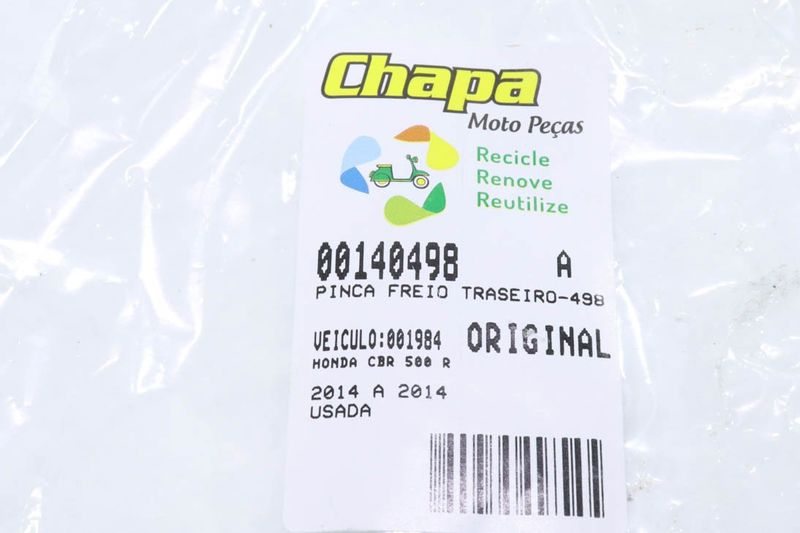 Chapa
Moto Peças
Recicle
Renove
Reutilize
00140498 A
PINCA FREIO TRASEIRO-498
VEICULO:001984 ORIGINAL
HONDA CBR 500 R
2014 A 2014
USADA